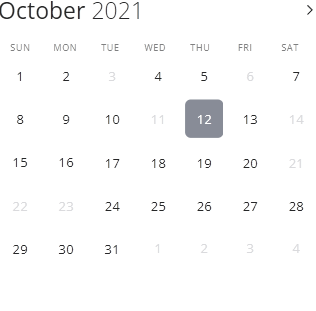 October 2021
SUN MON TUE WED THU FRI SAT
1 2 3 4 5 6 7
8 9 10 11 12 13 14
15 16 17 18 19 20 21
22 23 24 25 26 27 28
29 30 31 1 2 3 4